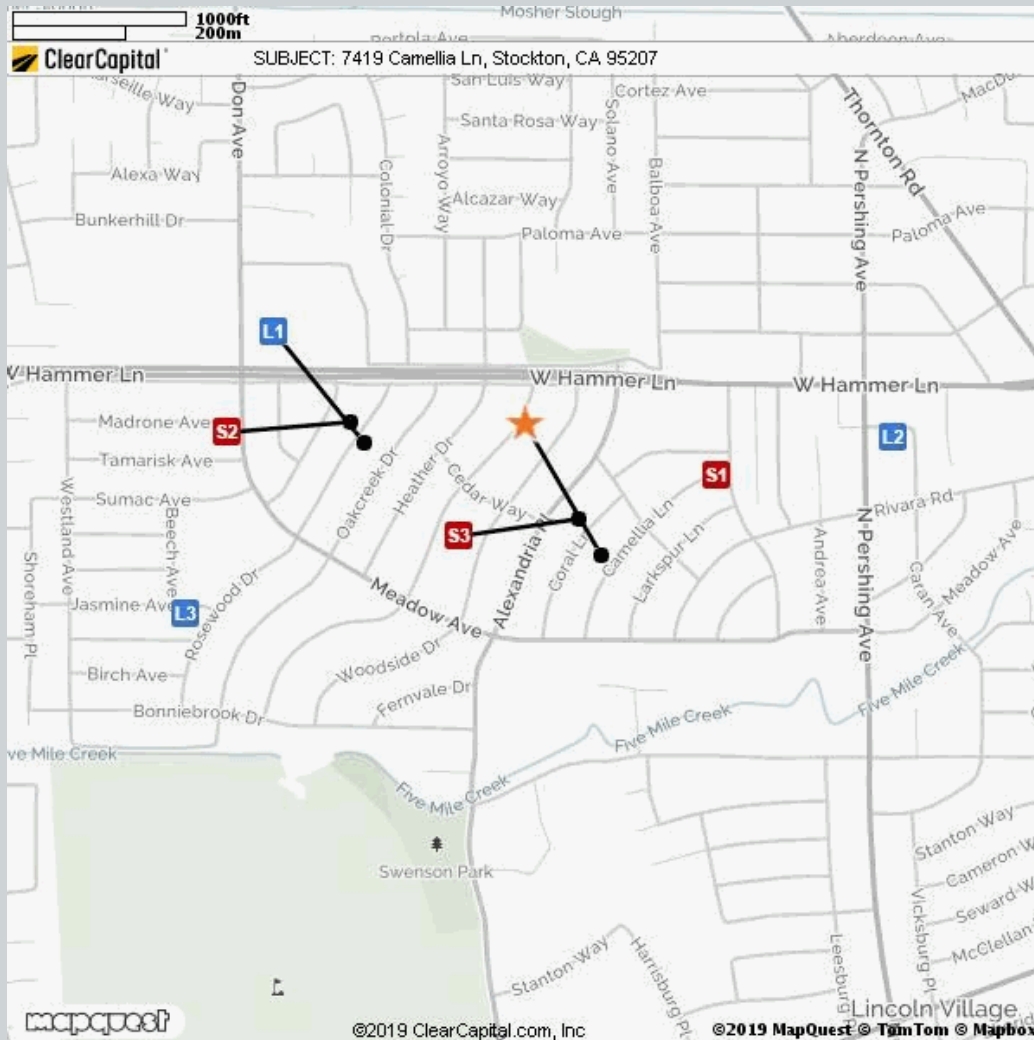 1000ft
200m
Mosher Slough
Aberdeen Ave
ClearCapital
SUBJECT: 7419 Camellia Ln, Stockton, CA 95207
San Luis Way
Cortez Ave
Don Ave
Thornton Rd
Santa Rosa Way
Solano Ave
Arroyo Way
Colonial Dr
Balboa Ave
N Pershing Ave
Alexa Way
Alcazar Way
Bunkerhill Dr
Paloma Ave
Paloma Ave
L1
W Hammer Ln
W Hammer Ln
W Hammer Ln
Madrone Ave
S2
L2
Tamarisk Ave
Oakcreek Dr
Heather Dr
Cedar Way
S1
Sumac Ave
Camellia Ln
Rivara Rd
Westland Ave
Beech Ave
S3
Alexandria Pl
Coral Ln
Larkspur Ln
Andrea Ave
N Pershing Ave
Caran Ave
Meadow Ave
Shoreham Pl
Jasmine Ave
L3
Rosewood Dr
Meadow Ave
Birch Ave
Woodside Dr
Fernvale Dr
Bonniebrook Dr
Five Mile Creek
Five Mile Creek
ve Mile Creek
Five Mile Creek
Swenson Park
Stanton Way
Cameron W
Seward W
McClellan
Vicksburg Pl
Leesburg Pl
Stanton Way
Harrisburg Pl
Lincoln Village
mapquest
©2019 ClearCapital.com, Inc
©2019 MapQuest © TomTom © Mapbox